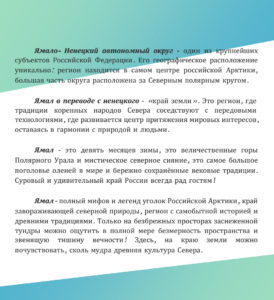 Ямало- Ненецкий автономный округ - один из крупнейших
субъектов Российской Федерации. Его географическое расположение
уникально: регион находится в самом центре российской Арктики,
большая часть округа расположена за Северным полярным кругом.
Ямал в переводе с ненецкого - «край земли». Это регион, где
традиции коренных народов Севера соседствуют с передовыми
технологиями, где развивается центр притяжения мировых интересов,
оставаясь в гармонии с природой и людьми.
Ямал - это девять месяцев зимы, это величественные горы
Полярного Урала и мистическое северное сияние, это самое большое
поголовье оленей в мире и бережно сохранённые вековые традиции.
Суровый и удивительный край России всегда рад гостям!
Ямал - полный мифов и легенд уголок Российской Арктики, край
завораживающей северной природы, регион с самобытной историей и
древними традициями. Только на безбрежных просторах заснеженной
тундры можно ощутить в полной мере безмерность пространства и
звенящую тишину вечности! Здесь, на краю земли можно
почувствовать, сколь мудра древняя культура Севера.